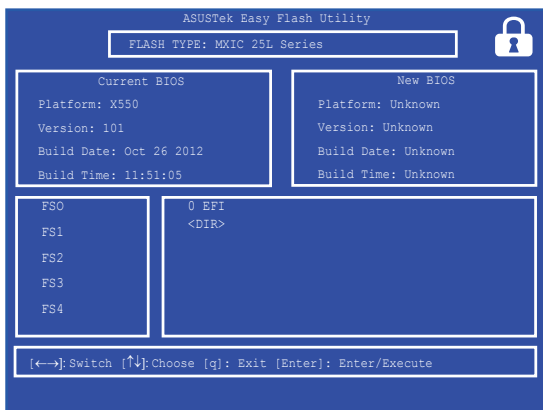 ASUSTek Easy Flash Utility
FLASH TYPE: MXIC 25L Series
Current BIOS
Platform: X550
Version: 101
Build Date: Oct 26 2012
Build Time: 11:51:05
New BIOS
Platform: Unknown
Version: Unknown
Build Date: Unknown
Build Time: Unknown
FSO
FS1
FS2
FS3
FS4
0 EFI
<DIR>
[←→]: Switch [↑↓]: Choose [q]: Exit [Enter]: Enter/Execute